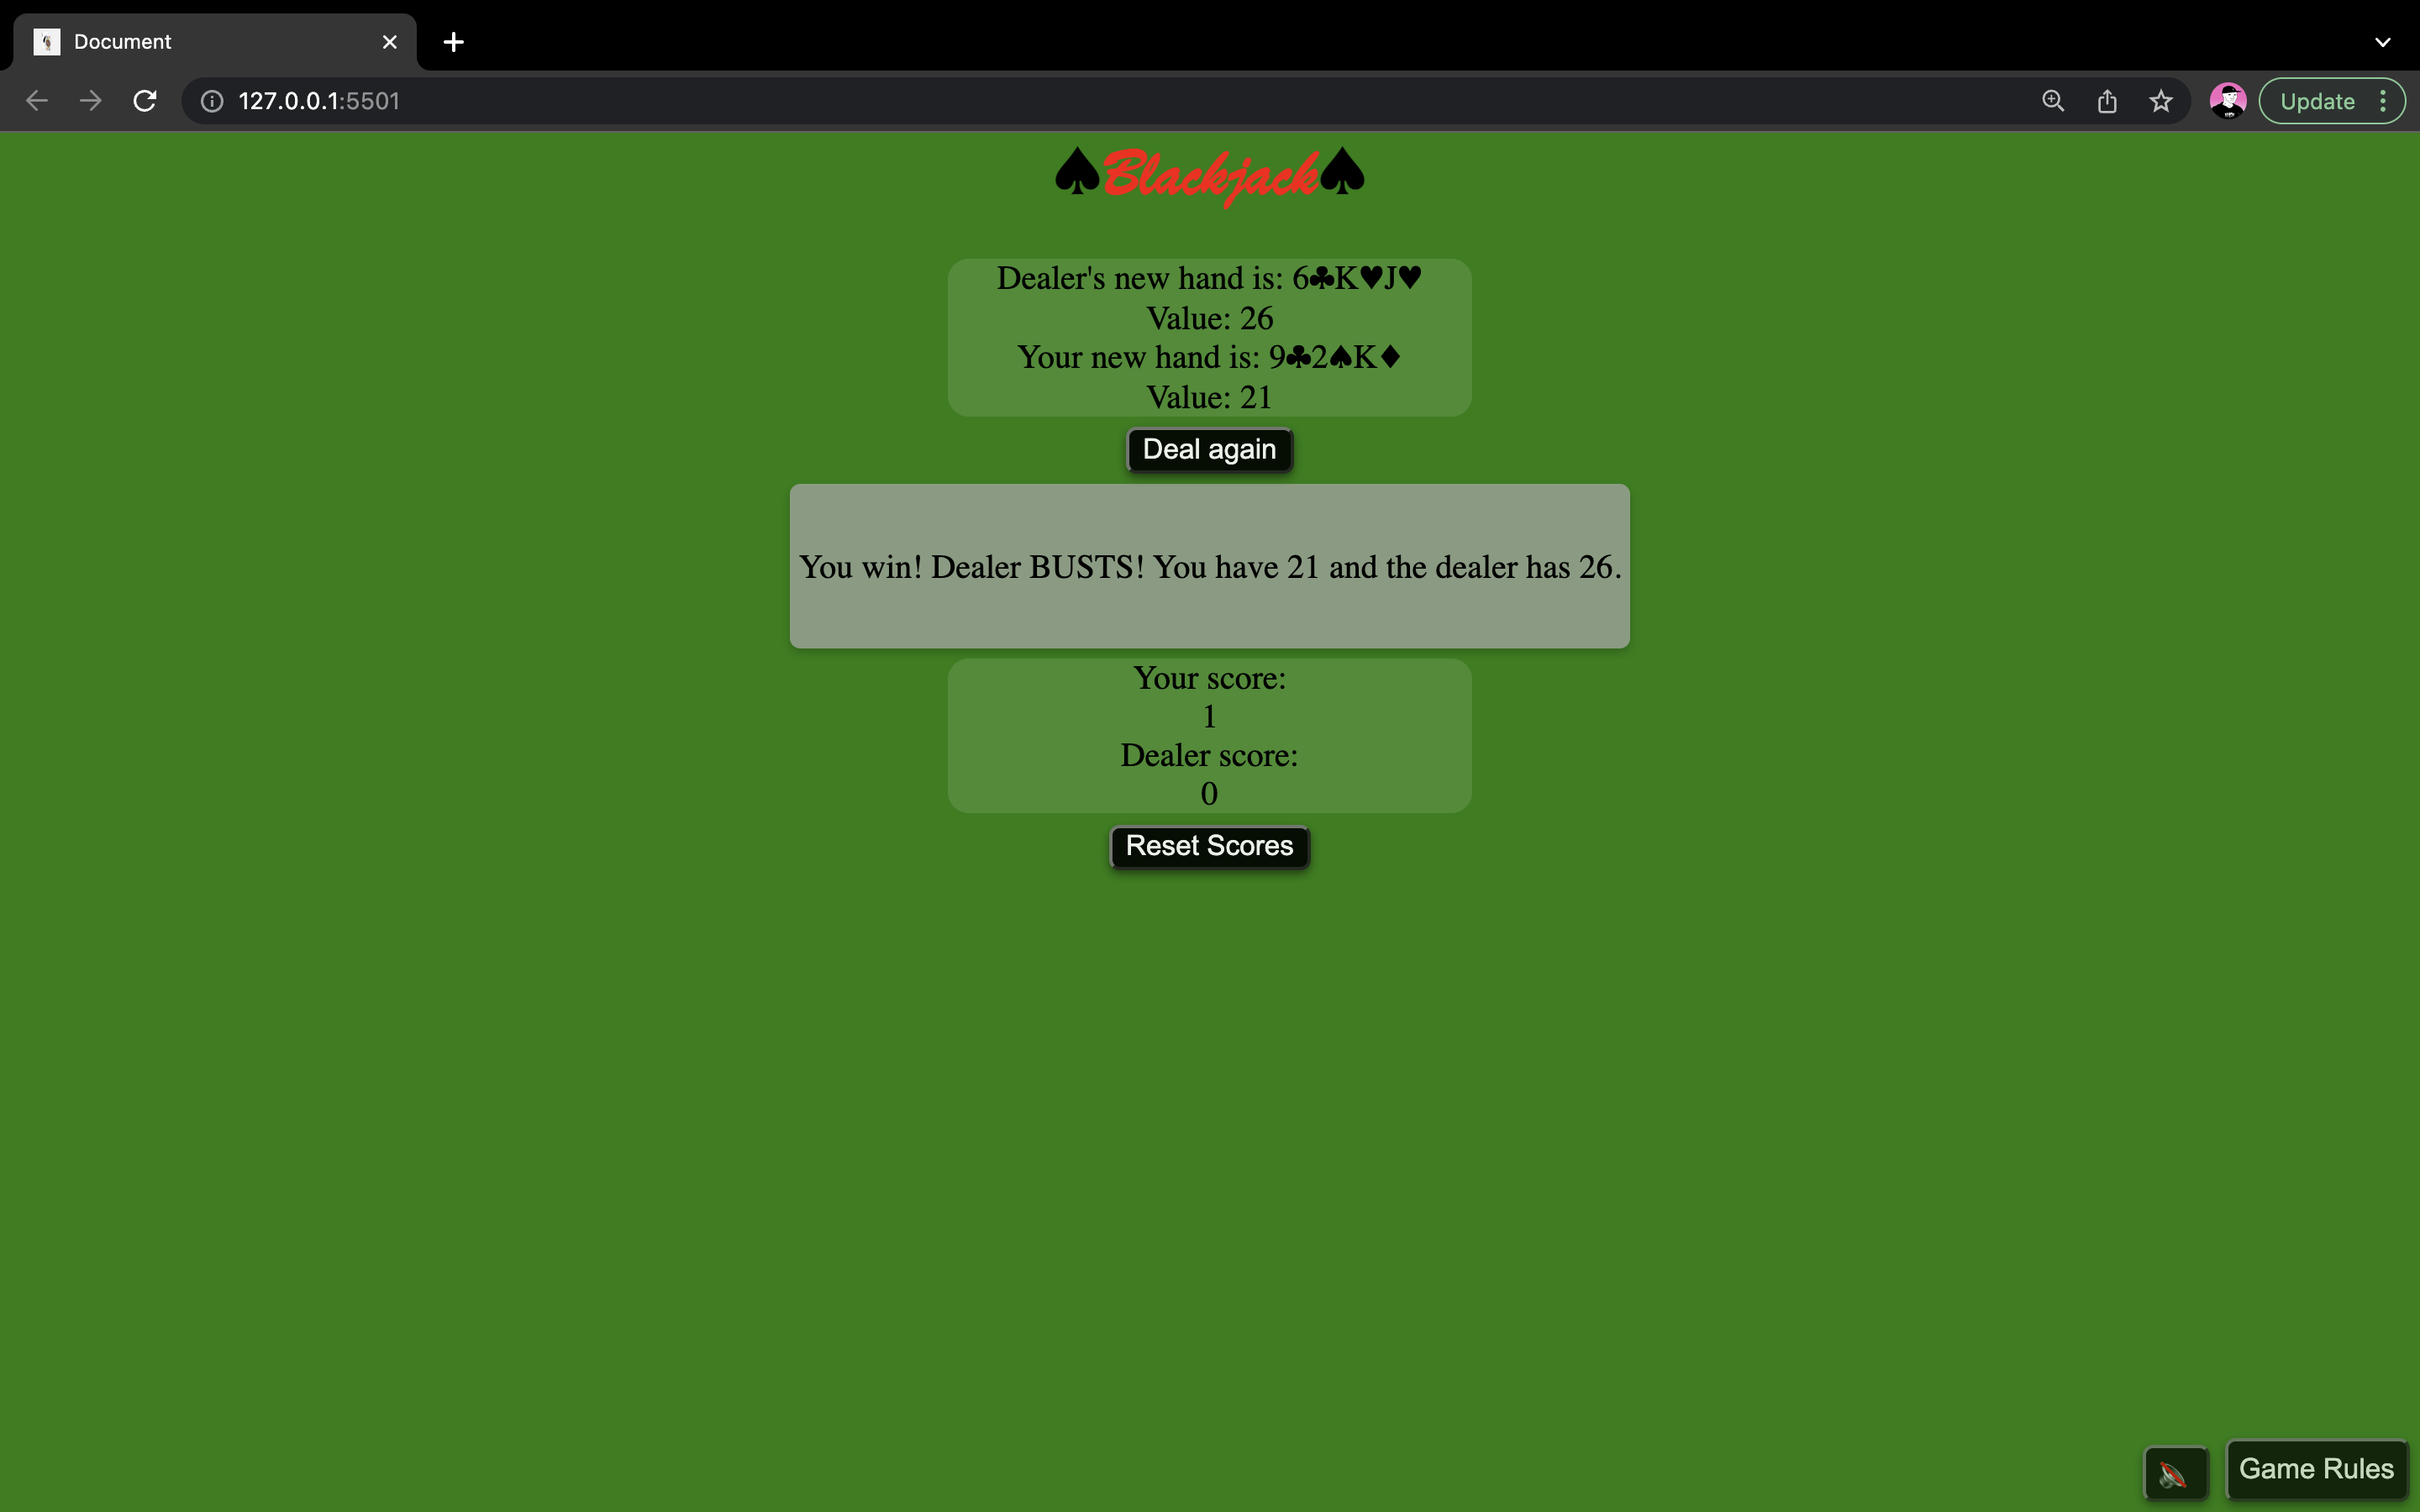 Document
127.0.0.1:5501
Update
♠Blackjack♠
Dealer's new hand is: 6♣K♥J♥
Value: 26
Your new hand is: 9♣2♠K♦
Value: 21
Deal again
You win! Dealer BUSTS! You have 21 and the dealer has 26.
Your score:
1
Dealer score:
0
Reset Scores
Game Rules